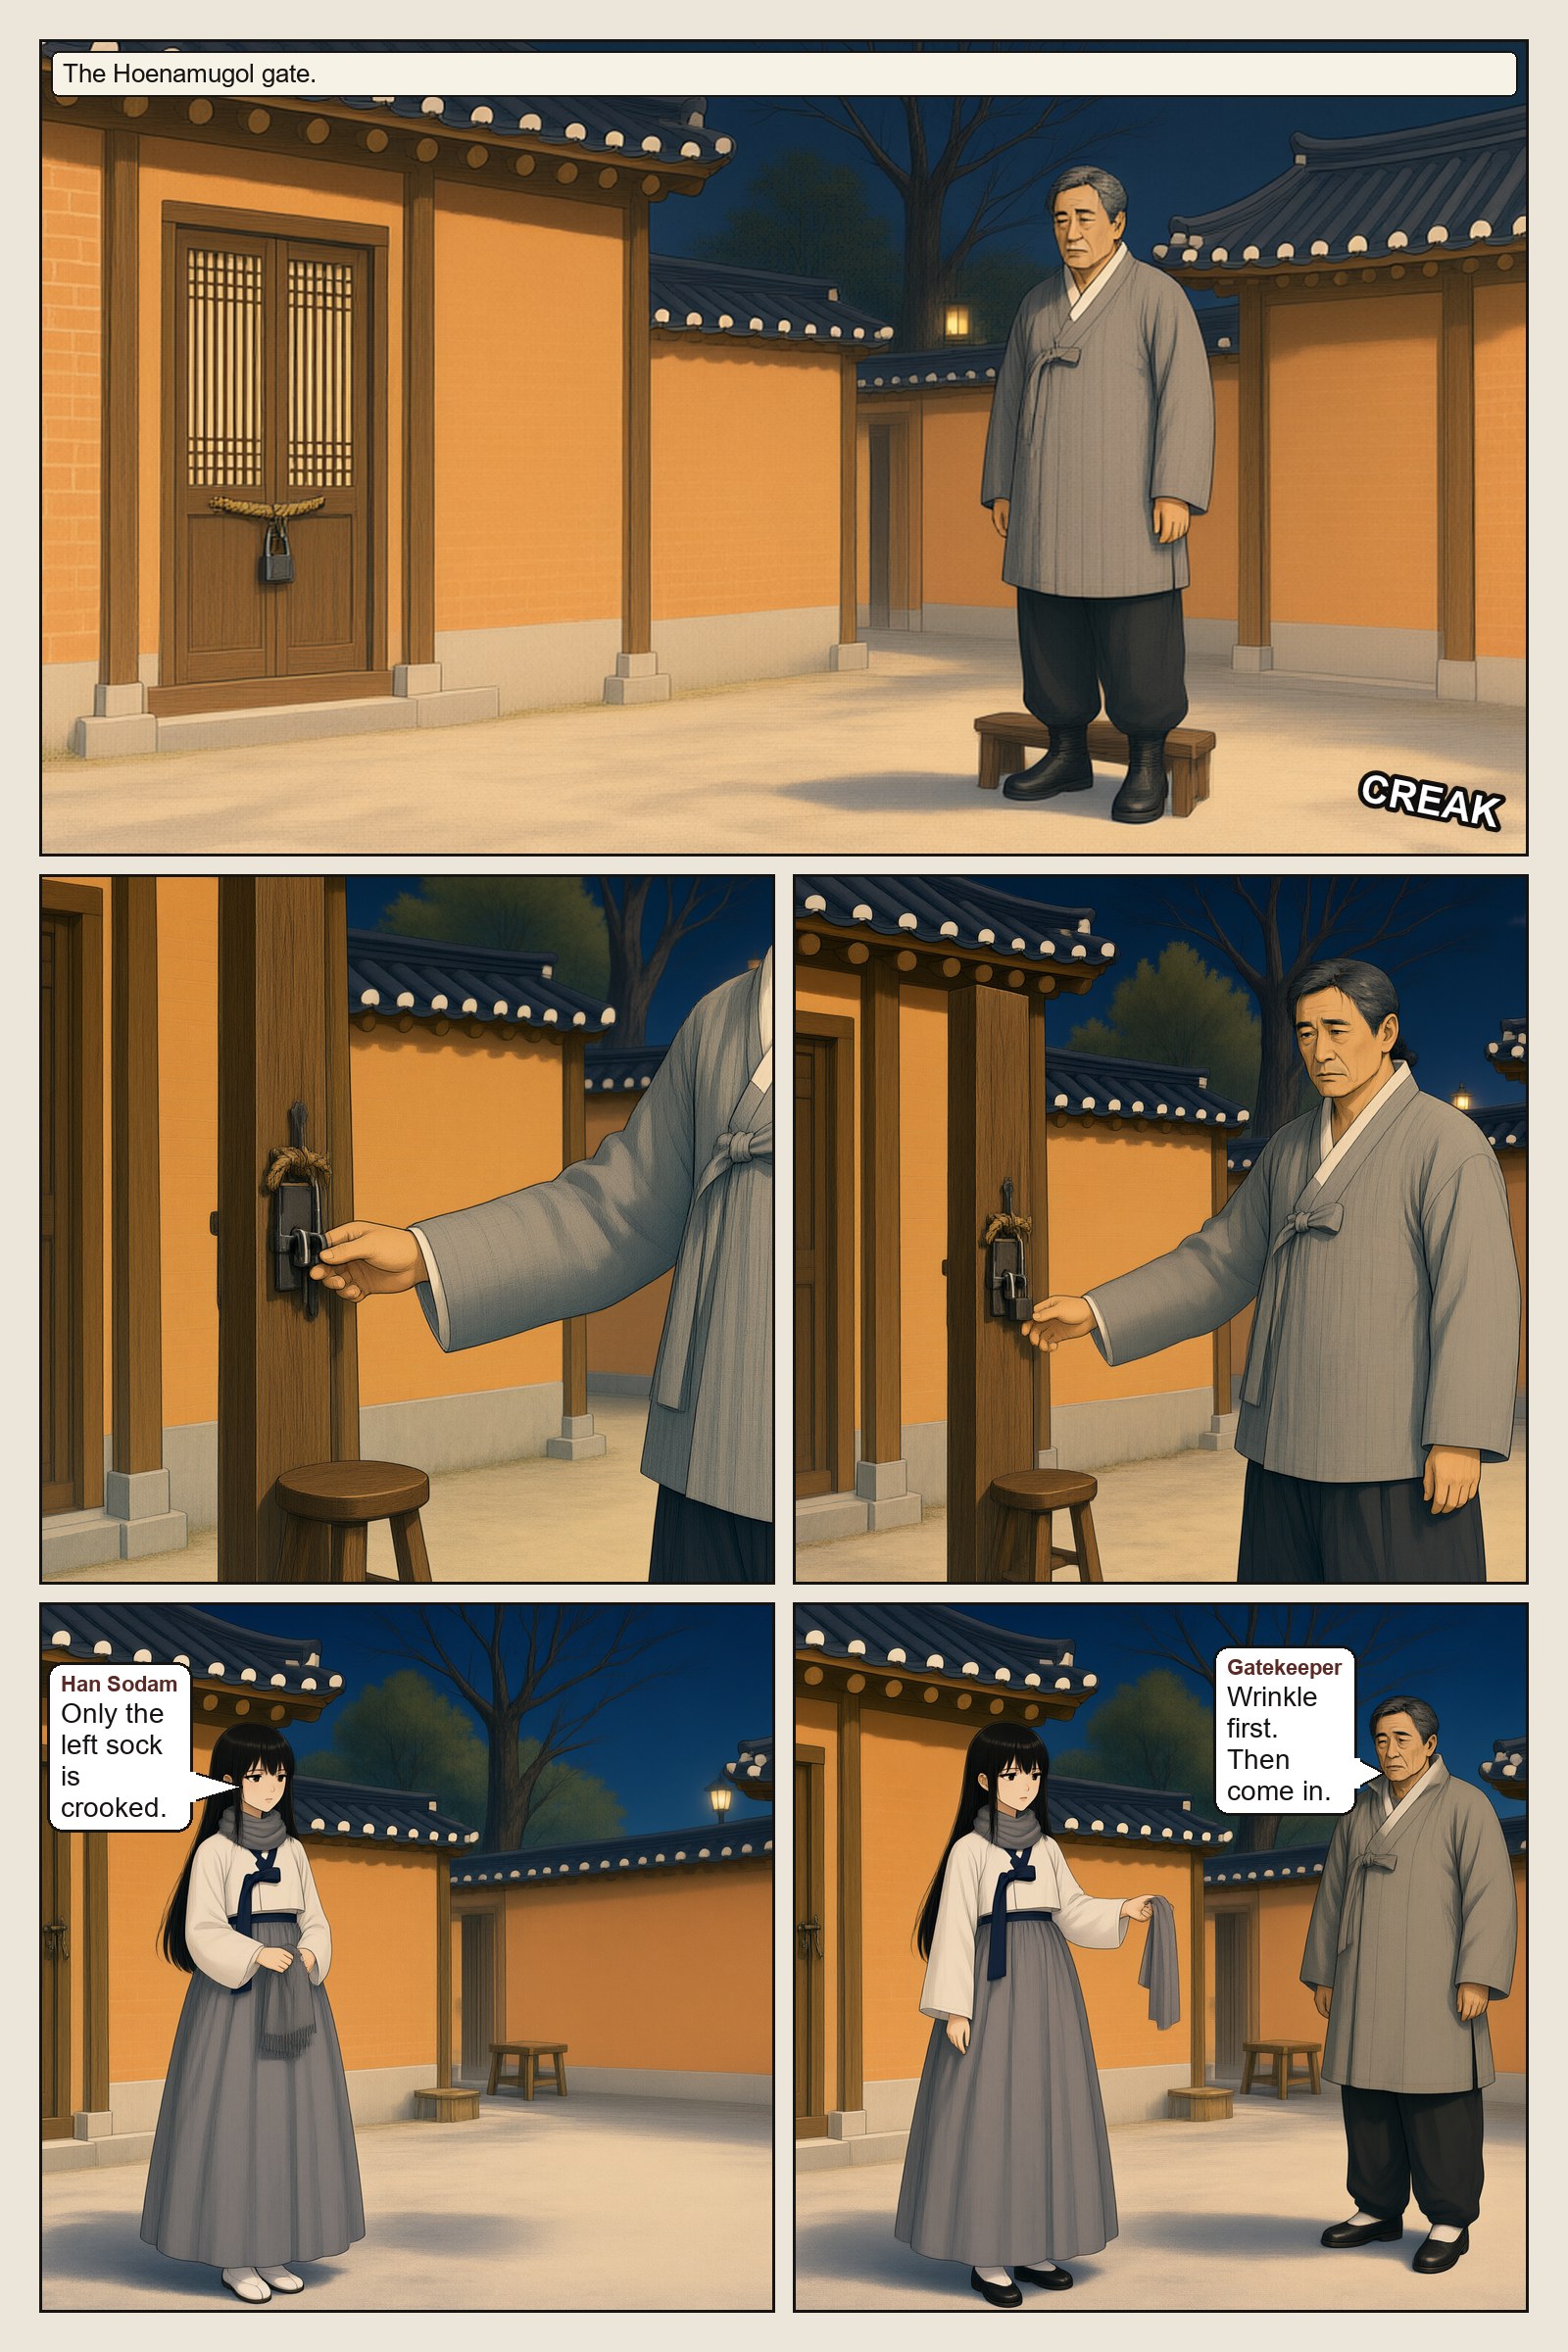 The Hoenamugol gate.
CREAK
Han Sodam
Only the
left sock
is
crooked.
Gatekeeper
Wrinkle
first.
Then
come in.